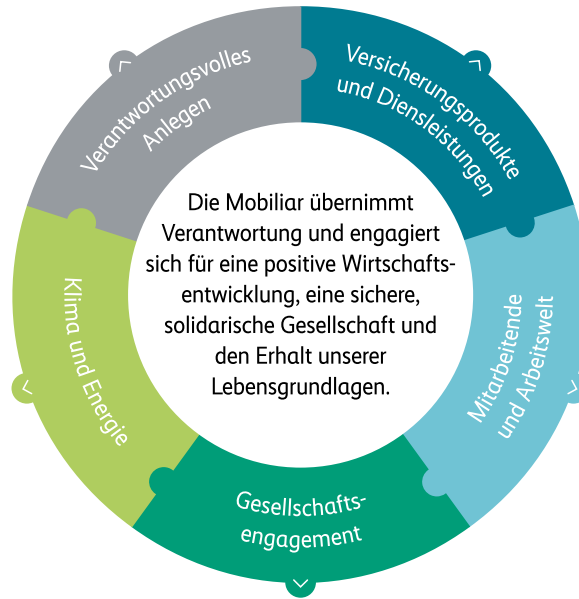 Verantwortungsvolles
Anlegen
Versicherungsprodukte
und Dienstleistungen
Die Mobiliar übernimmt
Verantwortung und engagiert
sich für eine positive Wirtschafts-
entwicklung, eine sichere,
solidarische Gesellschaft und
den Erhalt unserer
Lebensgrundlagen.
Klima und Energie
Mitarbeitende
und Arbeitswelt
Gesellschafts-
engagement